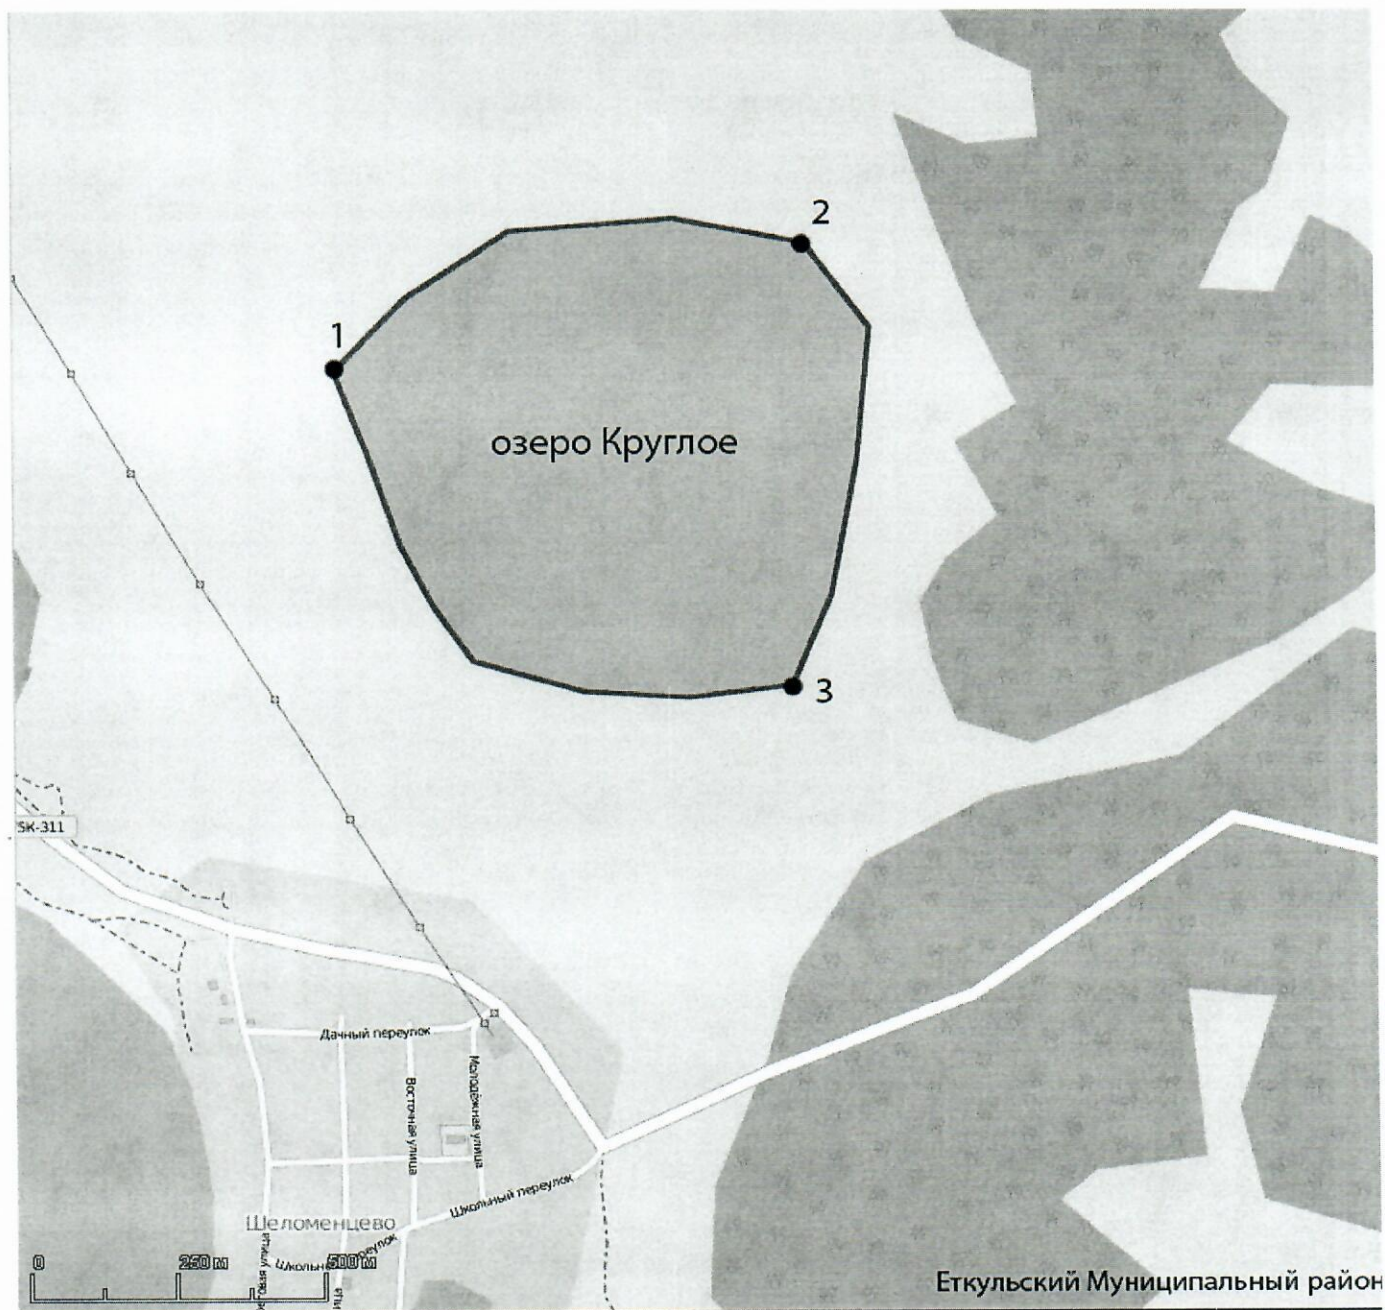 2
1
озеро Круглое
3
5K-311
Дачный переулок
Молодёжная улица
Восточная улица
Школьный переулок
Шеломенцево
0 250 м 500 м
Еткульский Муниципальный район